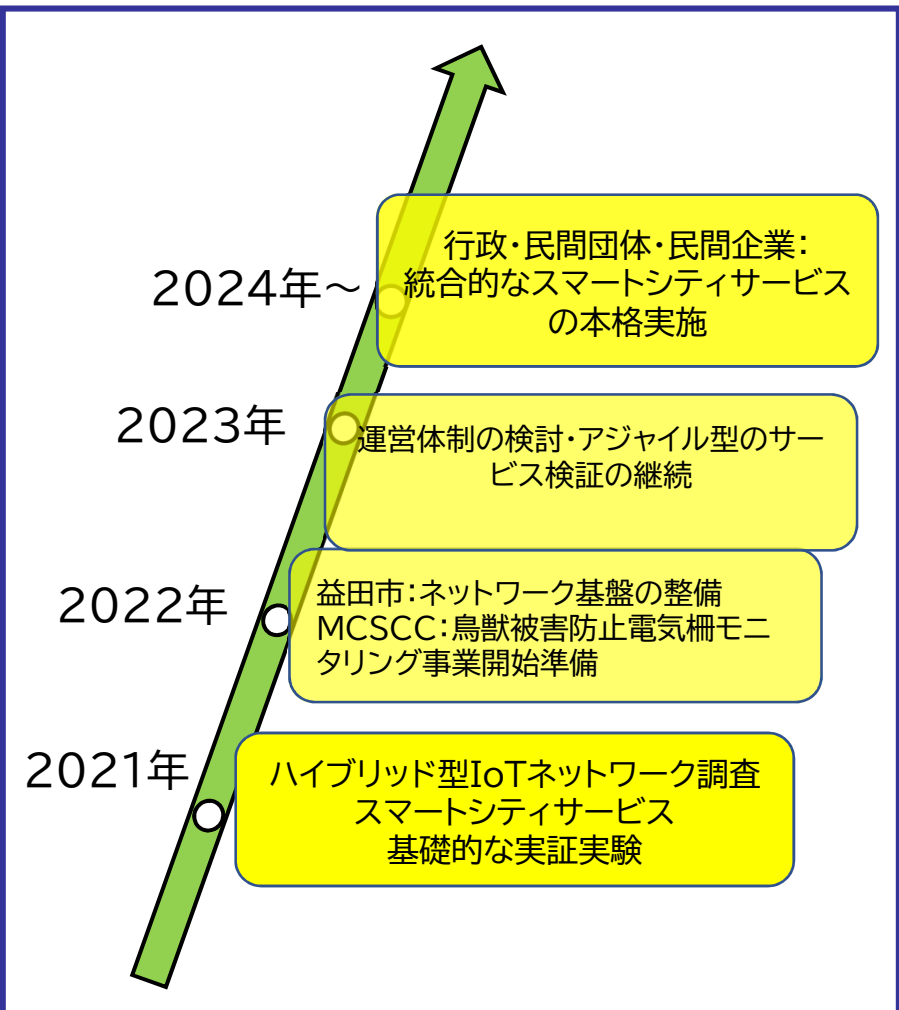 2024年～
行政・民間団体・民間企業：
統合的なスマートシティサービス
の本格実施
2023年
運営体制の検討・アジャイル型のサー
ビス検証の継続
2022年
益田市：ネットワーク基盤の整備
MCSCC：鳥獣被害防止電気柵モニ
タリング事業開始準備
2021年
ハイブリッド型IoTネットワーク調査
スマートシティサービス
基礎的な実証実験